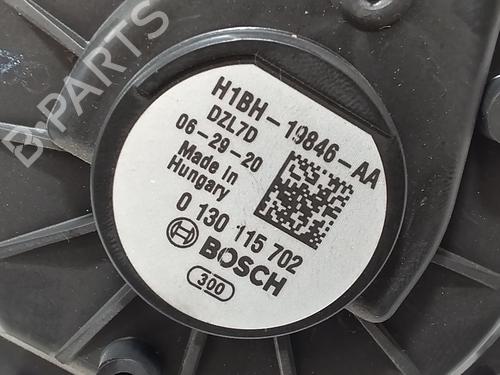 B-PARTS
H1BH-19846-AA
DZL7D
06-29-20
Made in
Hungary
0 130 115 702
BOSCH
300